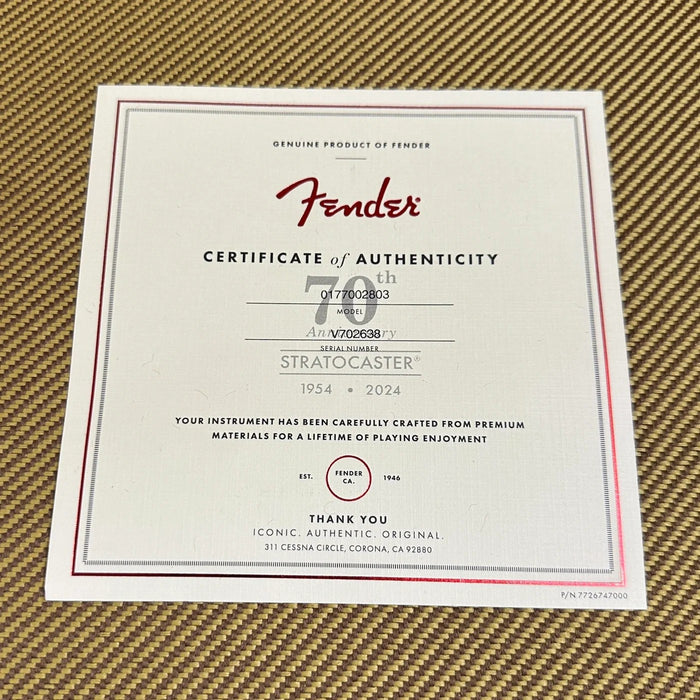 GENUINE PRODUCT OF FENDER
Fender
CERTIFICATE of AUTHENTICITY
70th
0177002803
MODEL
Anniversary
V702638
SERIAL NUMBER
STRATOCASTER®
1954 • 2024
YOUR INSTRUMENT HAS BEEN CAREFULLY CRAFTED FROM PREMIUM
MATERIALS FOR A LIFETIME OF PLAYING ENJOYMENT
EST. FENDER CA. 1946
THANK YOU
ICONIC. AUTHENTIC. ORIGINAL.
311 CESSNA CIRCLE, CORONA, CA 92880
P/N 7726747000